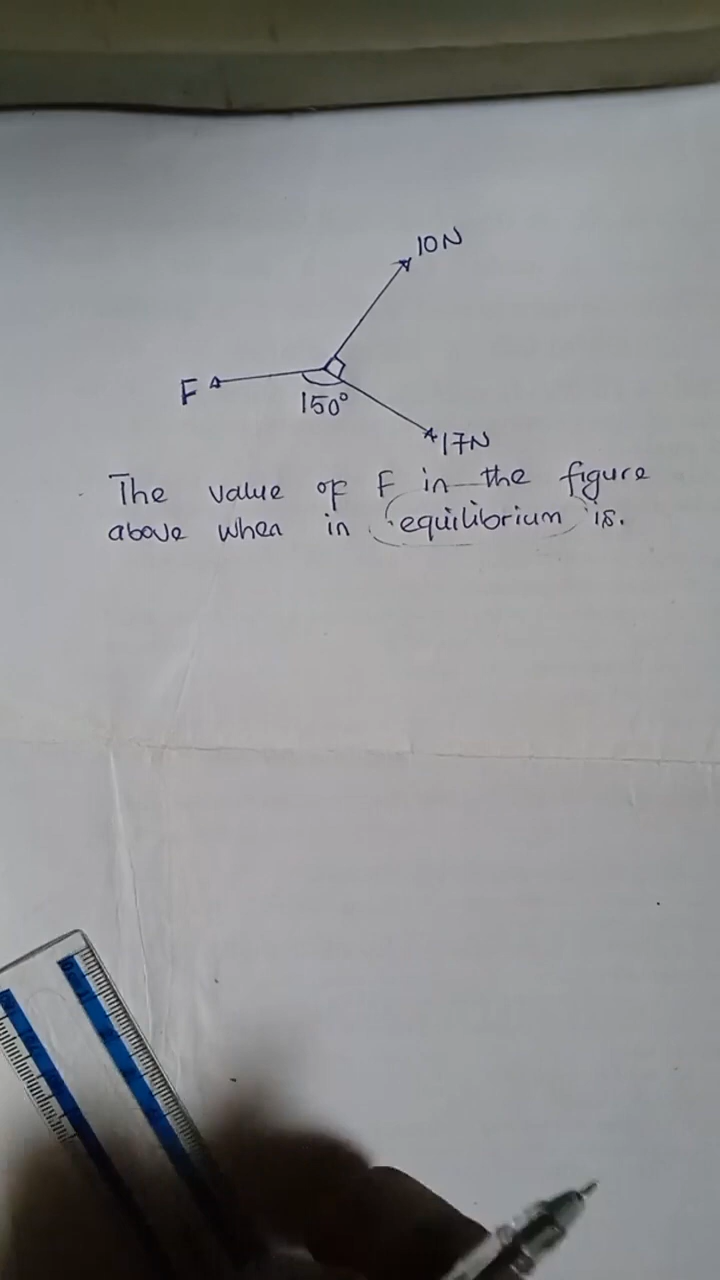 10N
F
150°
17N
The value of F in the figure
above when in equilibrium is.